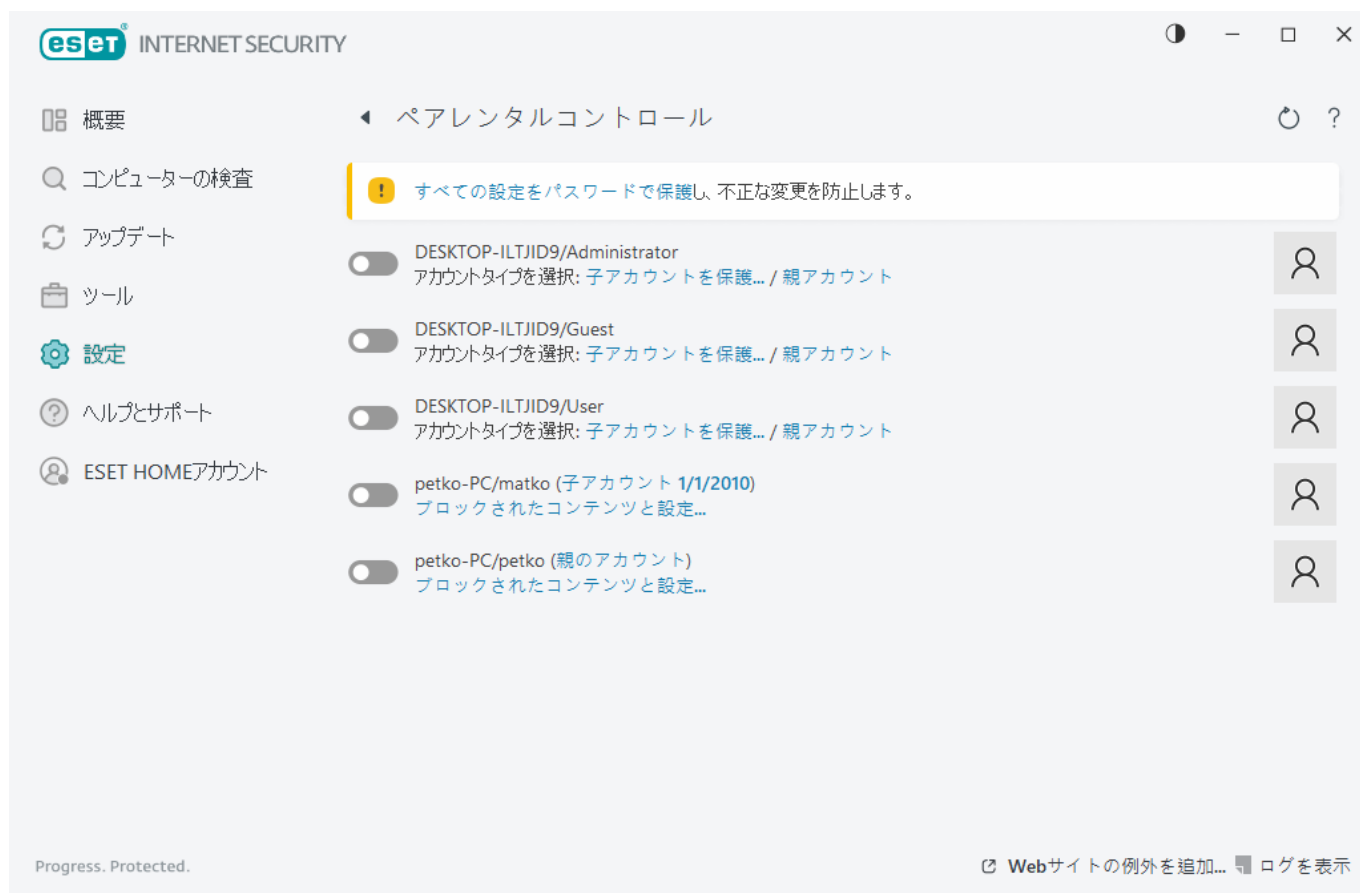 eseT® INTERNET SECURITY
概要
コンピューターの検査
アップデート
ツール
設定
ヘルプとサポート
ESET HOMEアカウント
ペアレンタルコントロール
?
! すべての設定をパスワードで保護し、不正な変更を防止します。
DESKTOP-ILTJID9/Administrator
アカウントタイプを選択: 子アカウントを保護... / 親アカウント
DESKTOP-ILTJID9/Guest
アカウントタイプを選択: 子アカウントを保護... / 親アカウント
DESKTOP-ILTJID9/User
アカウントタイプを選択: 子アカウントを保護... / 親アカウント
petko-PC/matko (子アカウント 1/1/2010)
ブロックされたコンテンツと設定...
petko-PC/petko (親のアカウント)
ブロックされたコンテンツと設定...
Progress. Protected.
Webサイトの例外を追加... ログを表示